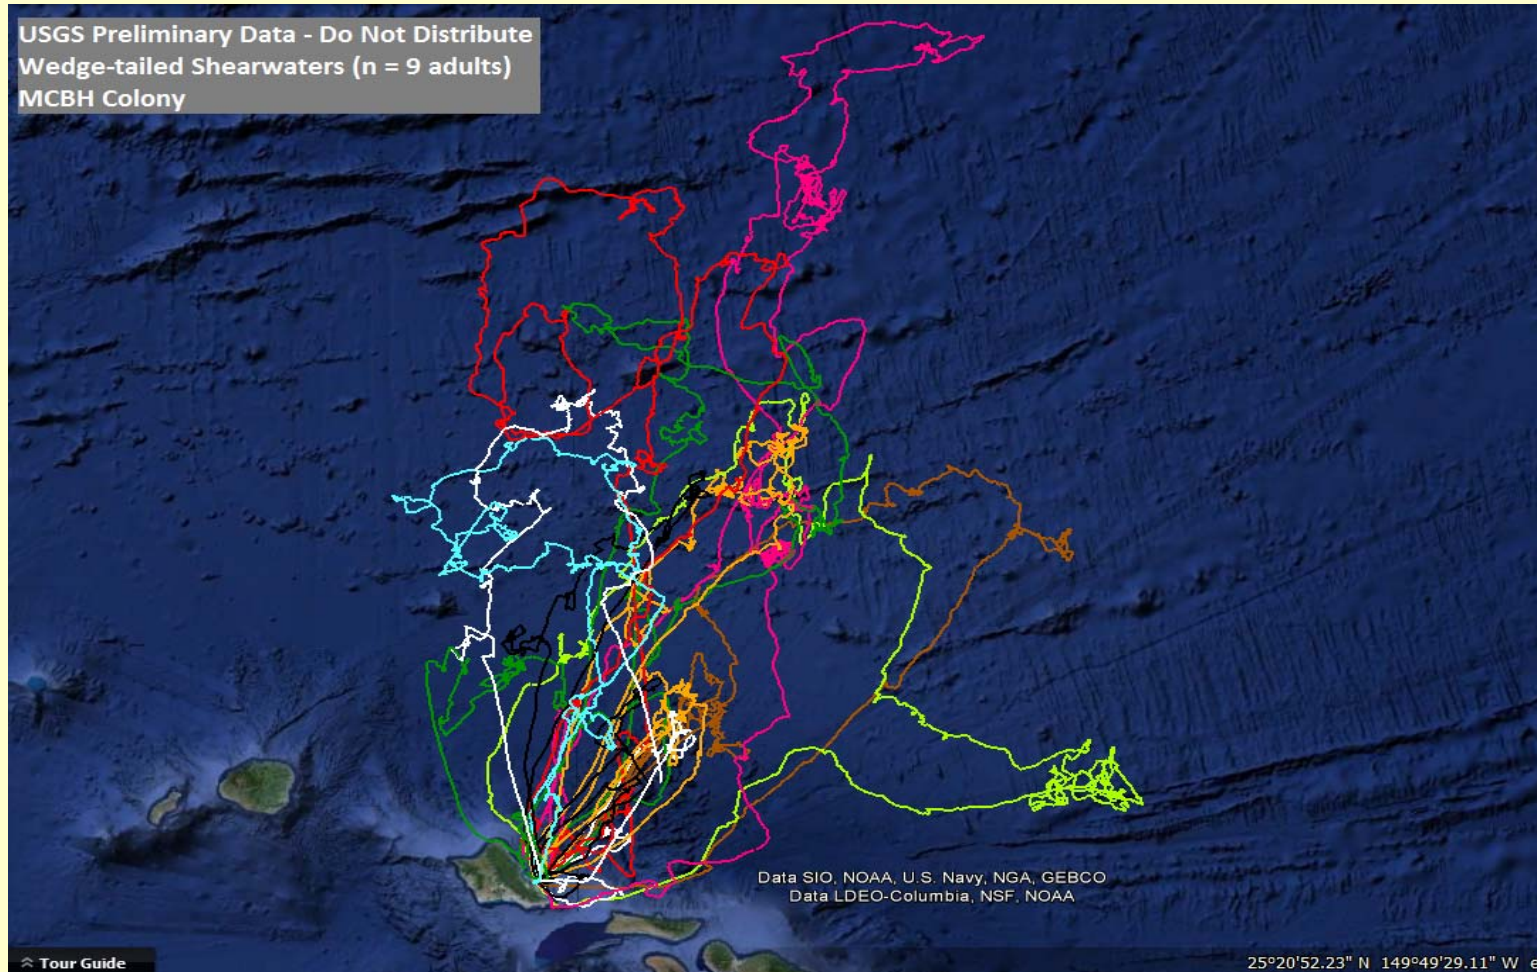 USGS Preliminary Data - Do Not Distribute
Wedge-tailed Shearwaters (n = 9 adults)
MCBH Colony
Data SIO, NOAA, U.S. Navy, NGA, GEBCO
Data LDEO-Columbia, NSF, NOAA
Tour Guide
25°20'52.23" N 149°49'29.11" W